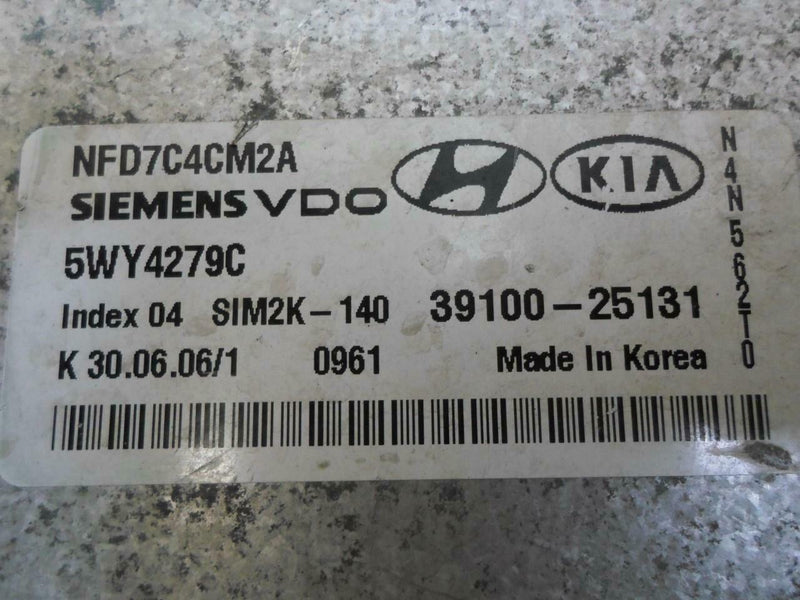 NFD7C4CM2A
SIEMENS VDO
KIA
5WY4279C
Index 04 SIM2K-140 39100-25131
K 30.06.06/1 0961 Made In Korea
N4N562T0